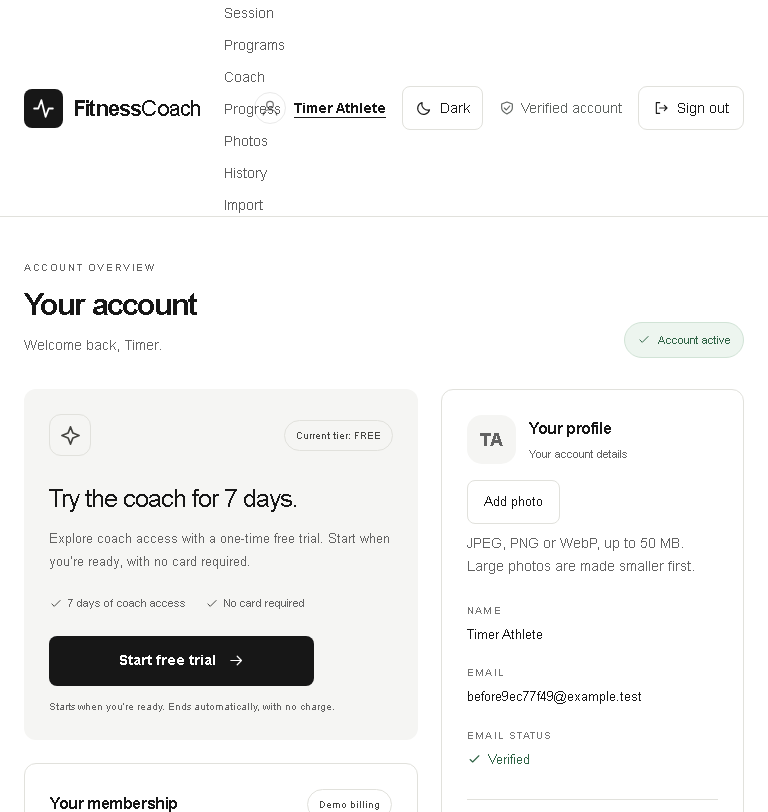 Session
Programs
Coach
Progress
Photos
History
Import
FitnessCoach
Timer Athlete
Dark
Verified account
Sign out
ACCOUNT OVERVIEW
Your account
Welcome back, Timer.
Account active
Current tier: FREE
Try the coach for 7 days.
Explore coach access with a one-time free trial. Start when
you're ready, with no card required.
7 days of coach access
No card required
Start free trial
Starts when you're ready. Ends automatically, with no charge.
Your membership
Demo billing
TA
Your profile
Your account details
Add photo
JPEG, PNG or WebP, up to 50 MB.
Large photos are made smaller first.
NAME
Timer Athlete
EMAIL
before9ec77f49@example.test
EMAIL STATUS
Verified